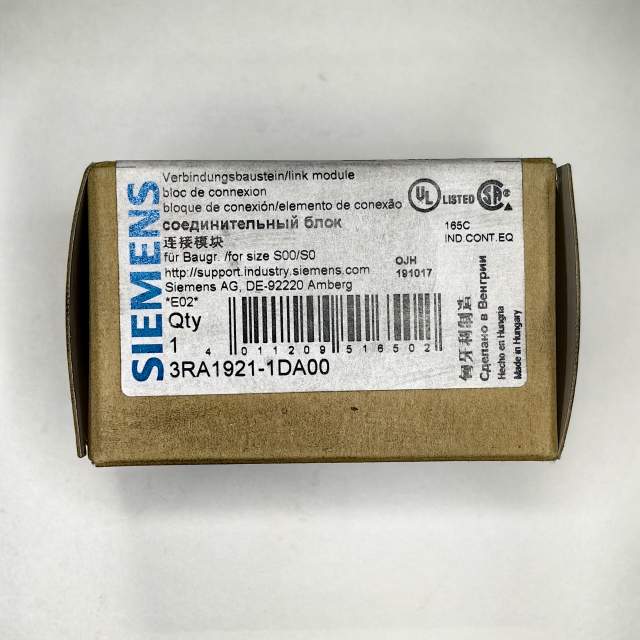 SIEMENS
Verbindungsbaustein/link module
bloc de connexion
bloque de conexión/elemento de conexão
соединительный блок
连接模块
für Baugr. /for size S00/S0
http://support.industry.siemens.com
Siemens AG, DE-92220 Amberg
*E02*
Qty
1
4 011209 516502
3RA1921-1DA00
UL LISTED
165C
IND.CONT.EQ
OJH
191017
匈牙利制造
Сделано в Венгрии
Hecho en Hungria
Made in Hungary